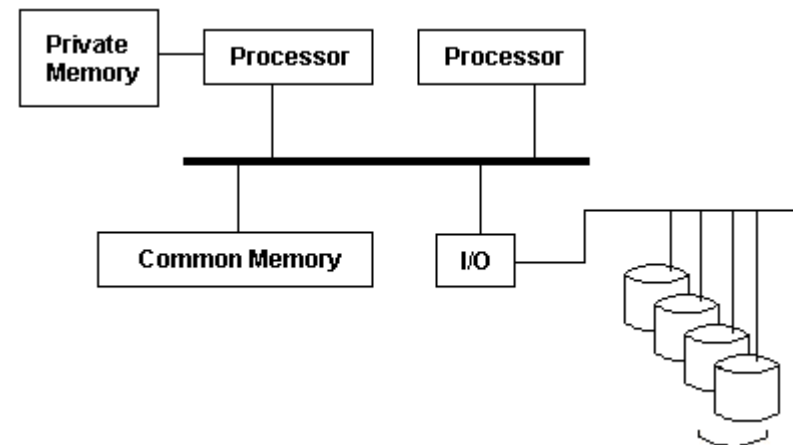 Private
Memory
Processor
Processor
Common Memory
I/O